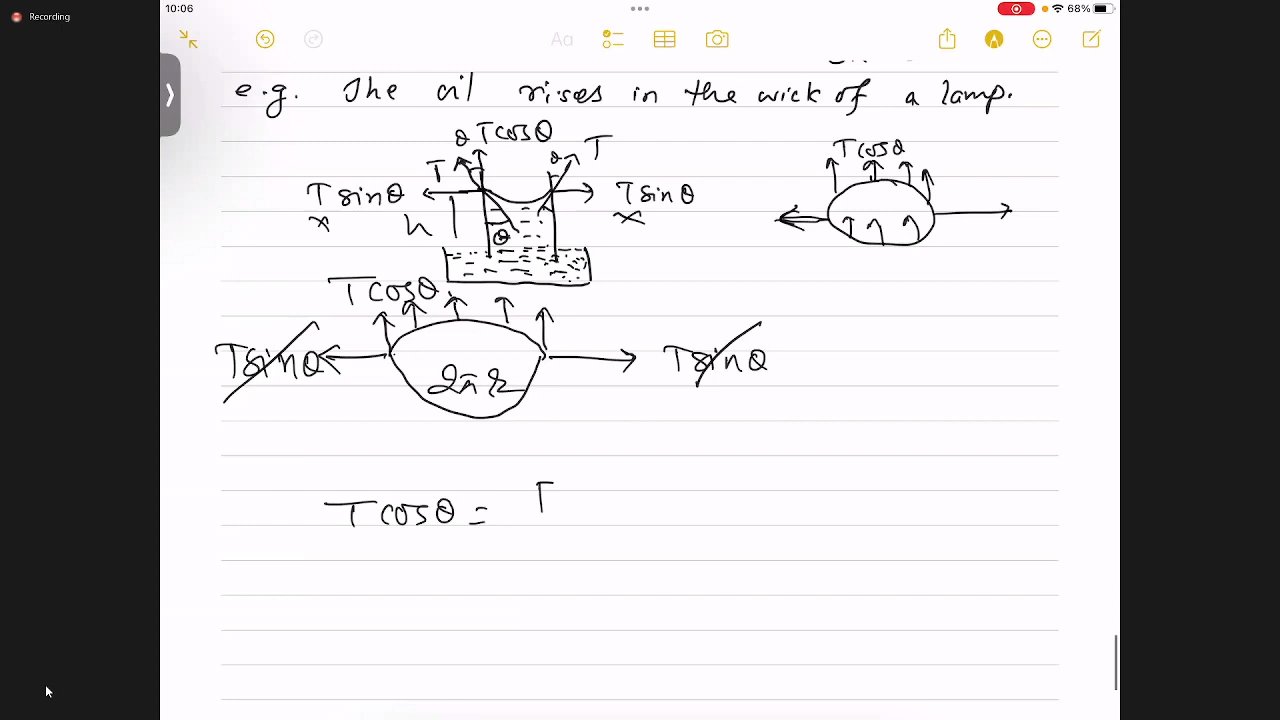 Recording
10:06
68%
Aa
e.g. The oil rises in the wick of a lamp.
θ T cosθ θ T
T
T sinθ T sinθ
x h x
θ
T cosθ
T cosθ
T sinθ T sinθ
2πr
T cosθ =